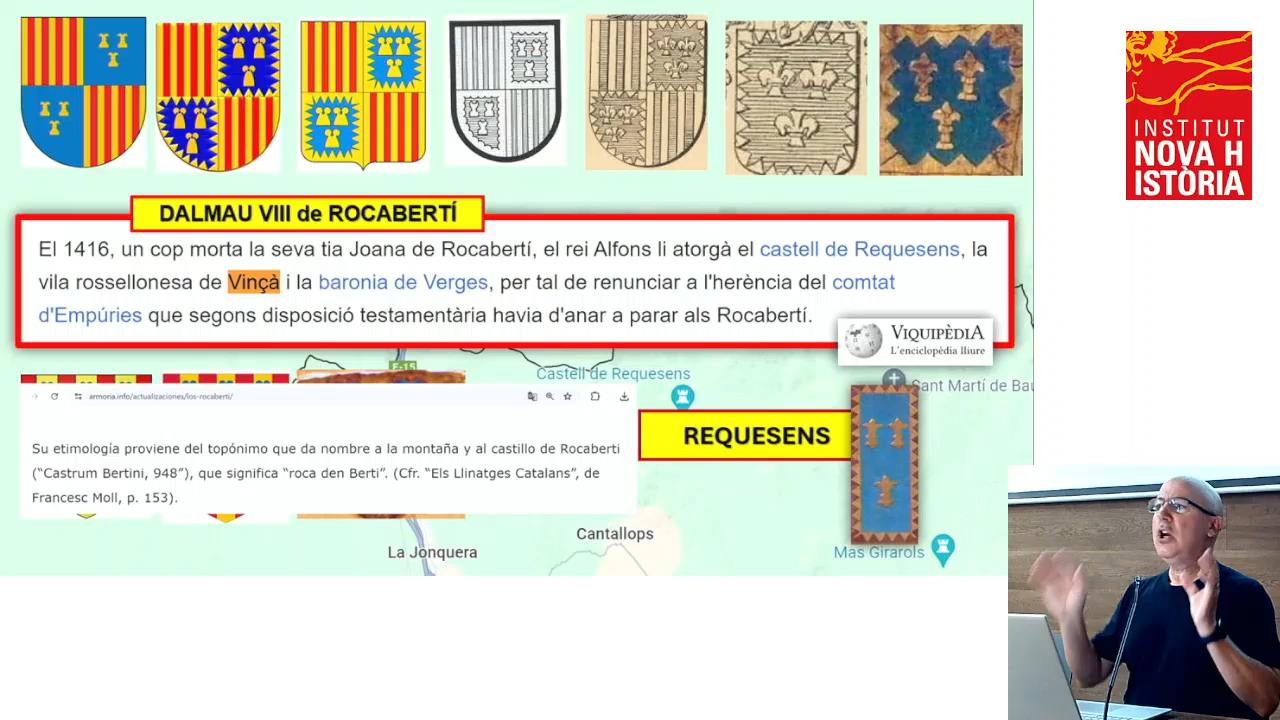 INSTITUT
NOVA H
ISTÒRIA
DALMAU VIII de ROCABERTÍ
El 1416, un cop morta la seva tia Joana de Rocabertí, el rei Alfons li atorgà el castell de Requesens, la
vila rossellonesa de Vinçà i la baronia de Verges, per tal de renunciar a l'herència del comtat
d'Empúries que segons disposició testamentària havia d'anar a parar als Rocabertí.
VIQUIPÈDIA
L'enciclopèdia lliure
E-15
Castell de Requesens
Sant Martí de Bau
armoria.info/actualizaciones/los-rocaberti/
REQUESENS
Su etimología proviene del topónimo que da nombre a la montaña y al castillo de Rocaberti
("Castrum Bertini, 948"), que significa "roca den Berti". (Cfr. "Els Llinatges Catalans", de
Francesc Moll, p. 153).
Cantallops
La Jonquera
Mas Girarols